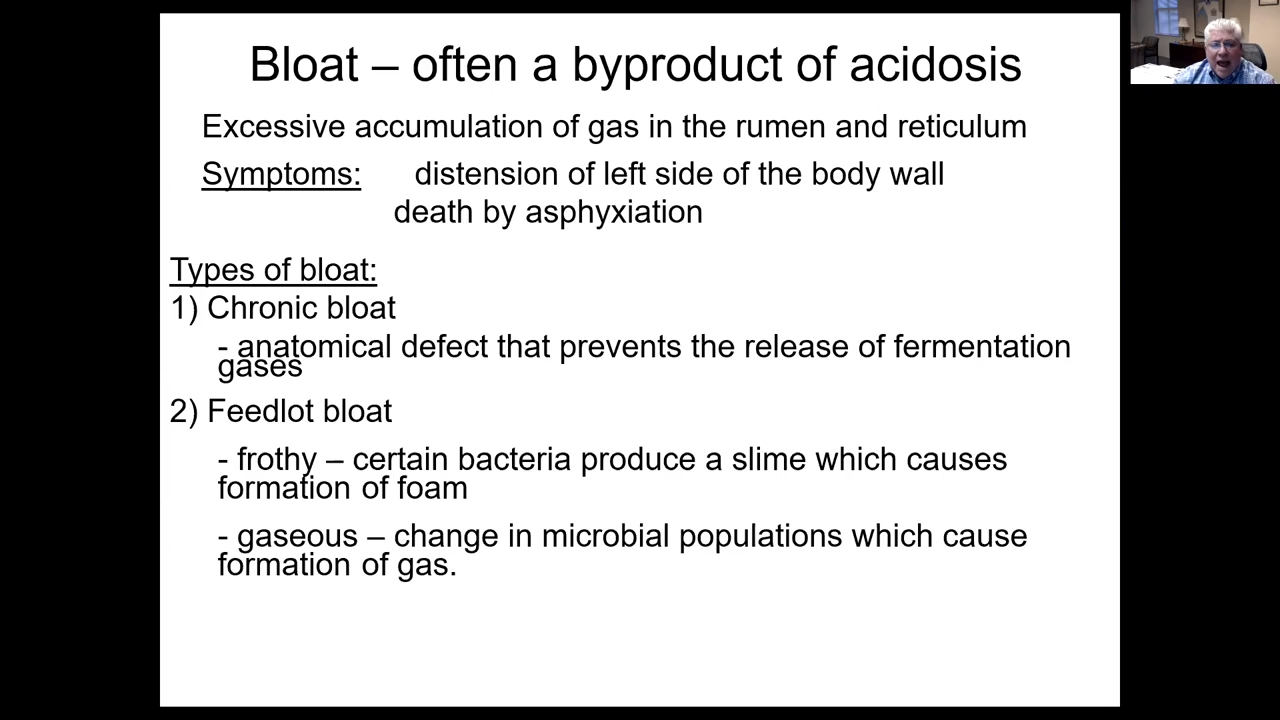 Bloat – often a byproduct of acidosis
Excessive accumulation of gas in the rumen and reticulum
Symptoms: distension of left side of the body wall
death by asphyxiation
Types of bloat:
1) Chronic bloat
- anatomical defect that prevents the release of fermentation
gases
2) Feedlot bloat
- frothy – certain bacteria produce a slime which causes
formation of foam
- gaseous – change in microbial populations which cause
formation of gas.